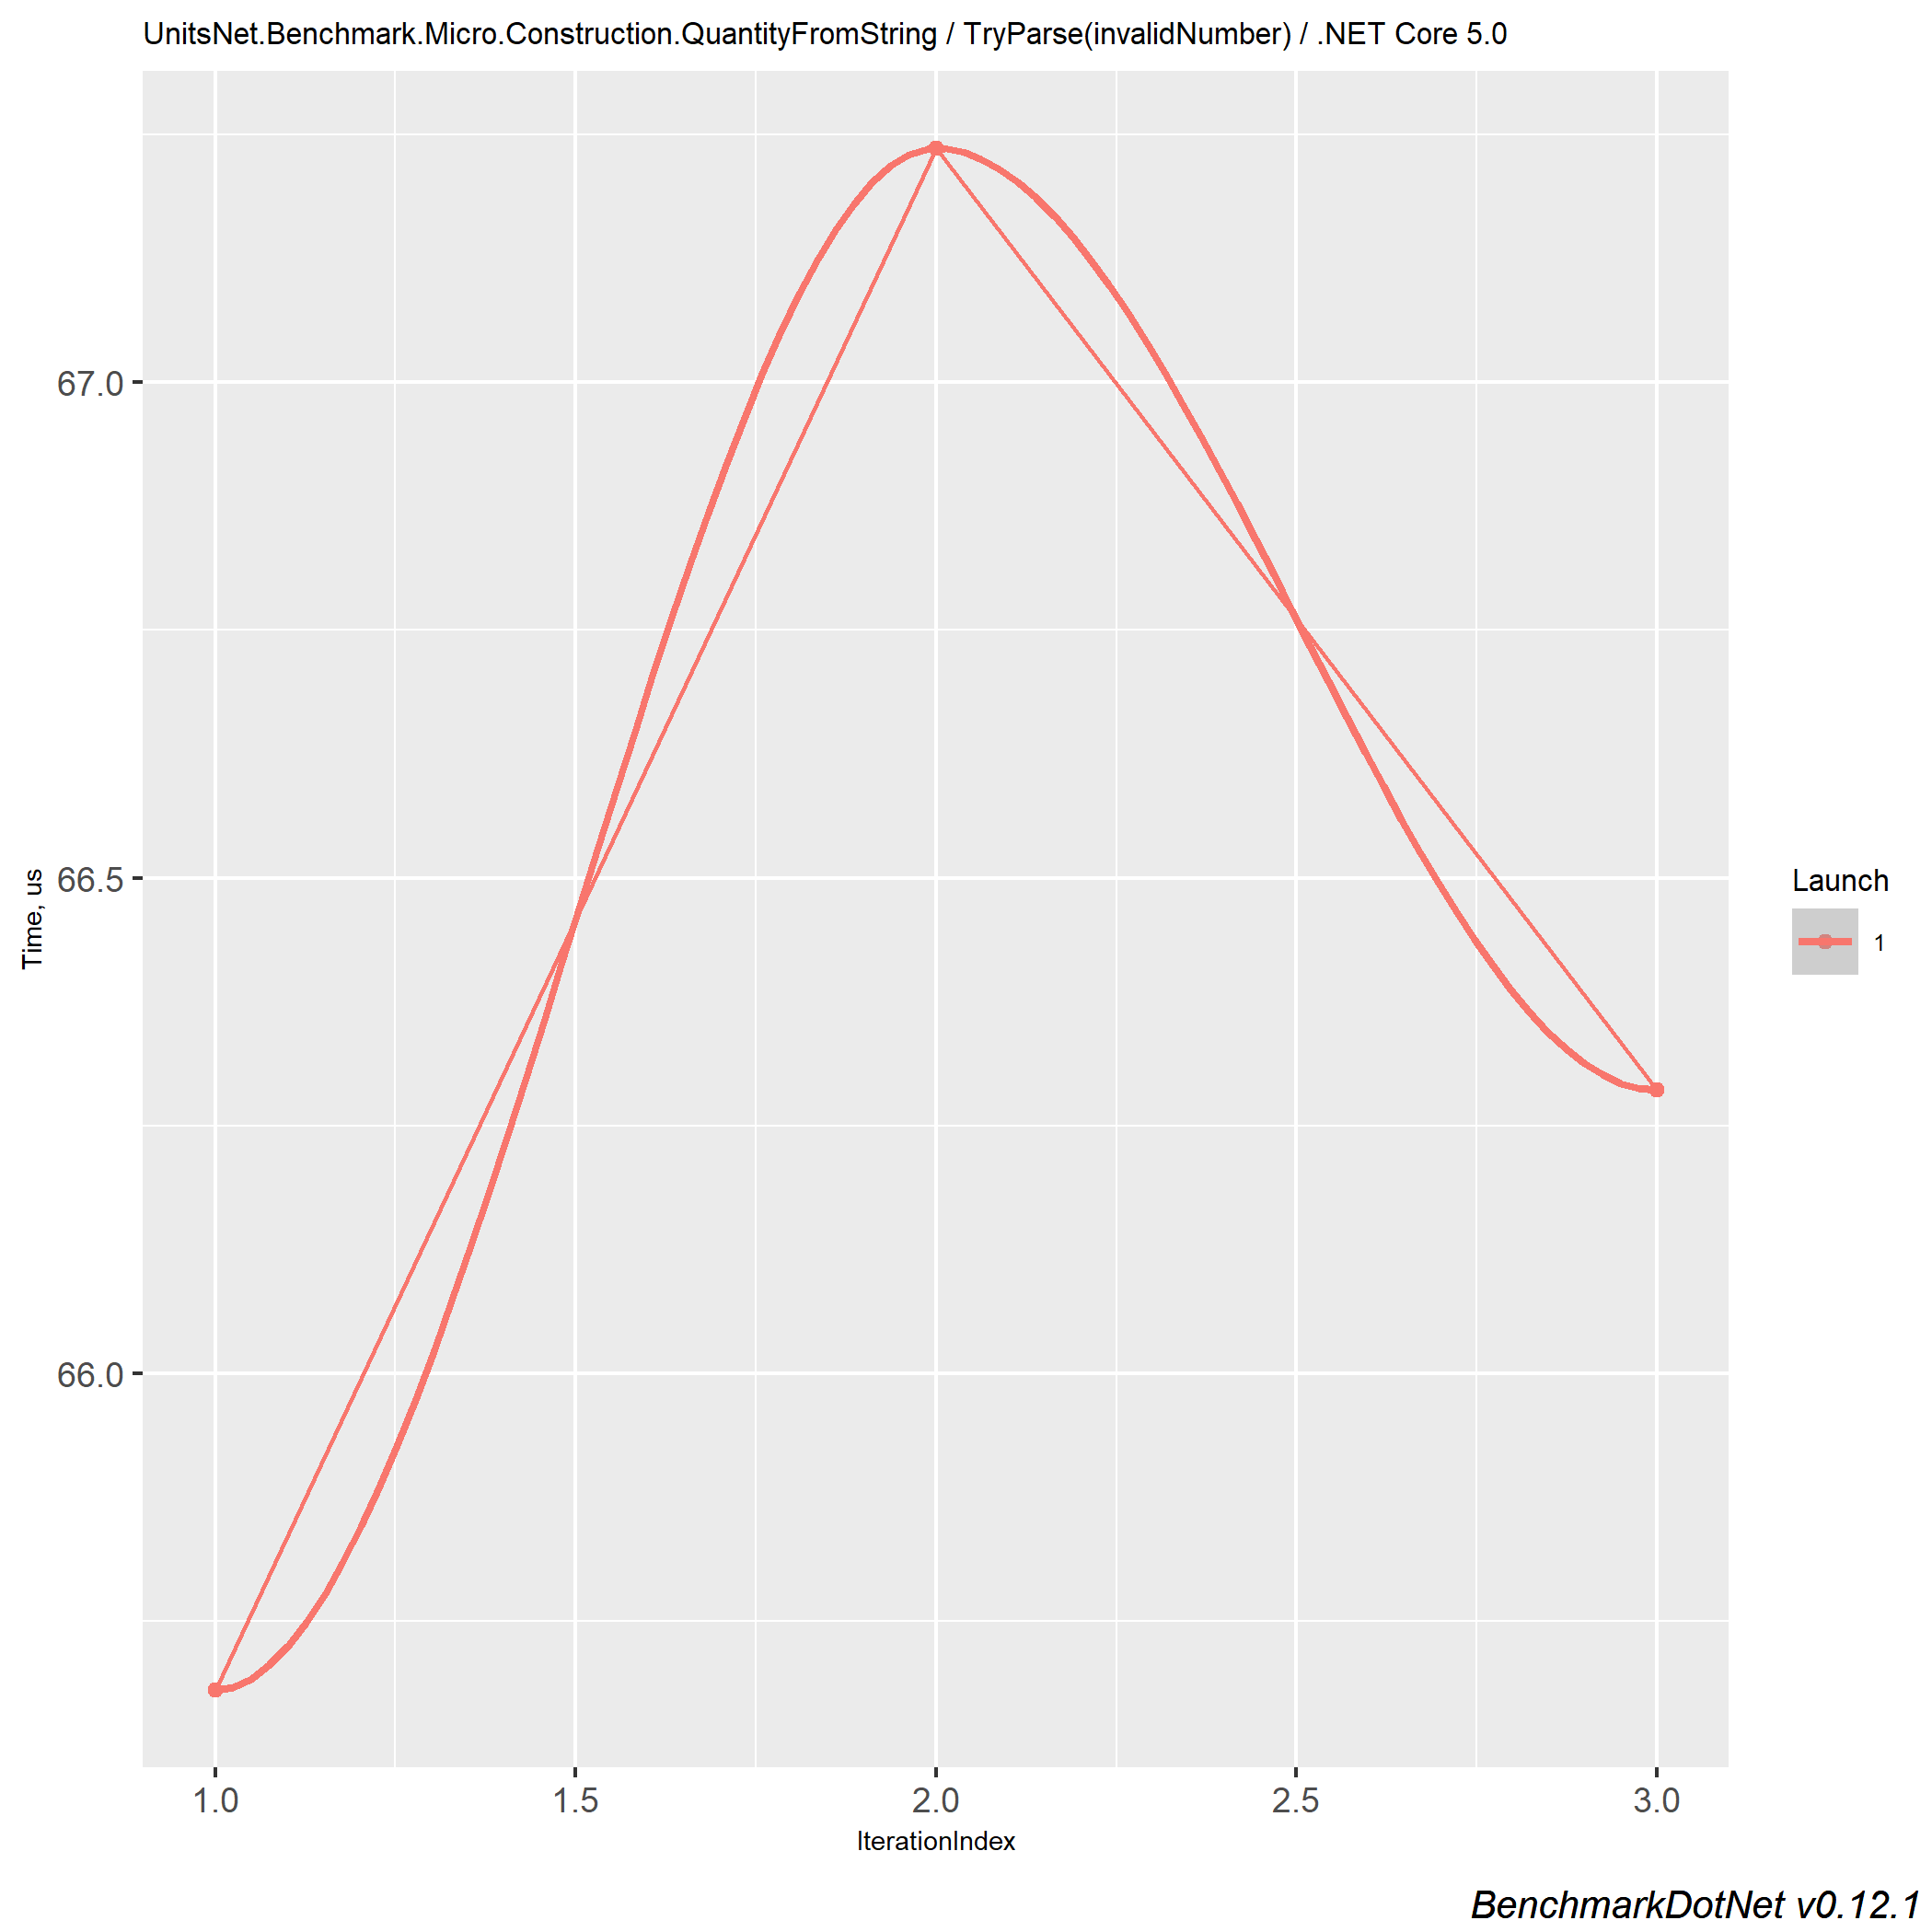 UnitsNet.Benchmark.Micro.Construction.QuantityFromString / TryParse(invalidNumber) / .NET Core 5.0
Time, us
67.0
66.5
66.0
1.0 1.5 2.0 2.5 3.0
IterationIndex
Launch
1
BenchmarkDotNet v0.12.1